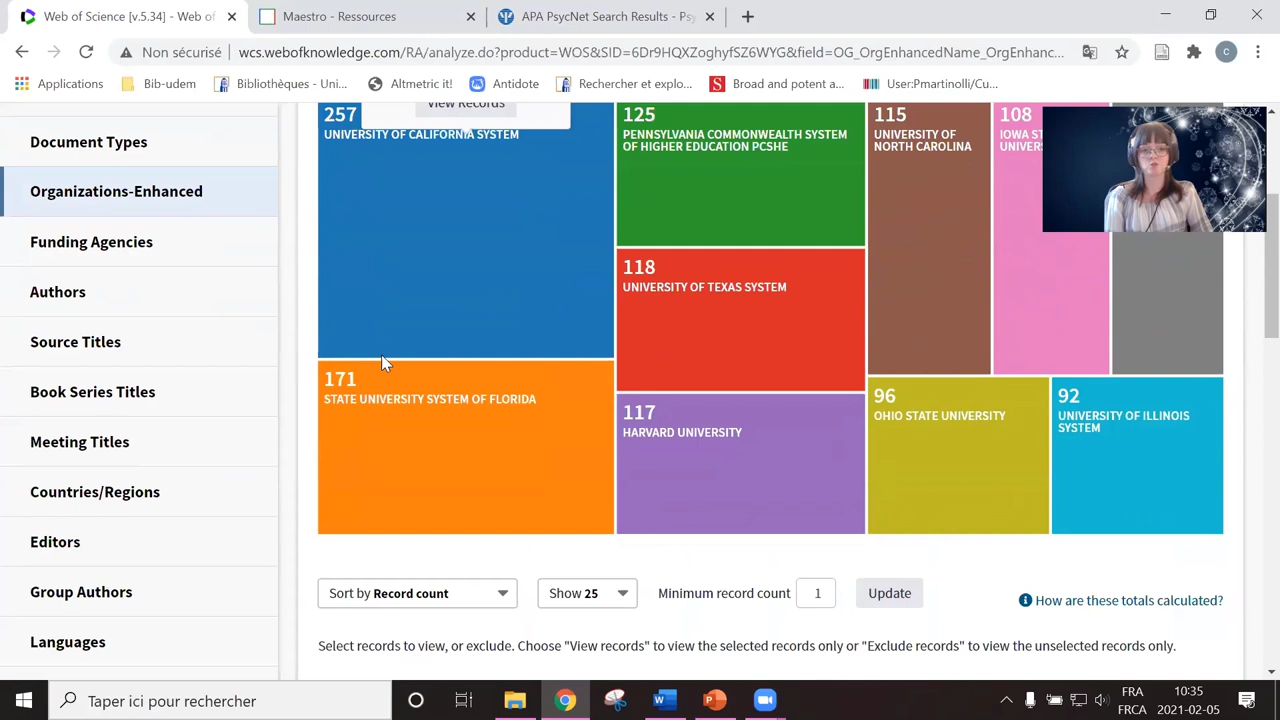 Web of Science [v.5.34] - Web of
Maestro - Ressources
APA PsycNet Search Results - Psy
Non sécurisé
wcs.webofknowledge.com/RA/analyze.do?product=WOS&SID=6Dr9HQXZoghyfSZ6WYG&field=OG_OrgEnhancedName_OrgEnhanc...
c
Applications
Bib-udem
Bibliothèques - Uni...
Altmetric it!
Antidote
Rechercher et explo...
Broad and potent a...
User:Pmartinolli/Cu...
Document Types
Organizations-Enhanced
Funding Agencies
Authors
Source Titles
Book Series Titles
Meeting Titles
Countries/Regions
Editors
Group Authors
Languages
View Records
257
UNIVERSITY OF CALIFORNIA SYSTEM
171
STATE UNIVERSITY SYSTEM OF FLORIDA
125
PENNSYLVANIA COMMONWEALTH SYSTEM
OF HIGHER EDUCATION PCSHE
118
UNIVERSITY OF TEXAS SYSTEM
117
HARVARD UNIVERSITY
115
UNIVERSITY OF
NORTH CAROLINA
108
IOWA
96
OHIO STATE UNIVERSITY
92
UNIVERSITY OF ILLINOIS
SYSTEM
Sort by Record count
Show 25
Minimum record count
1
Update
How are these totals calculated?
Select records to view, or exclude. Choose "View records" to view the selected records only or "Exclude records" to view the unselected records only.
Taper ici pour rechercher
FRA
FRCA
10:35
2021-02-05